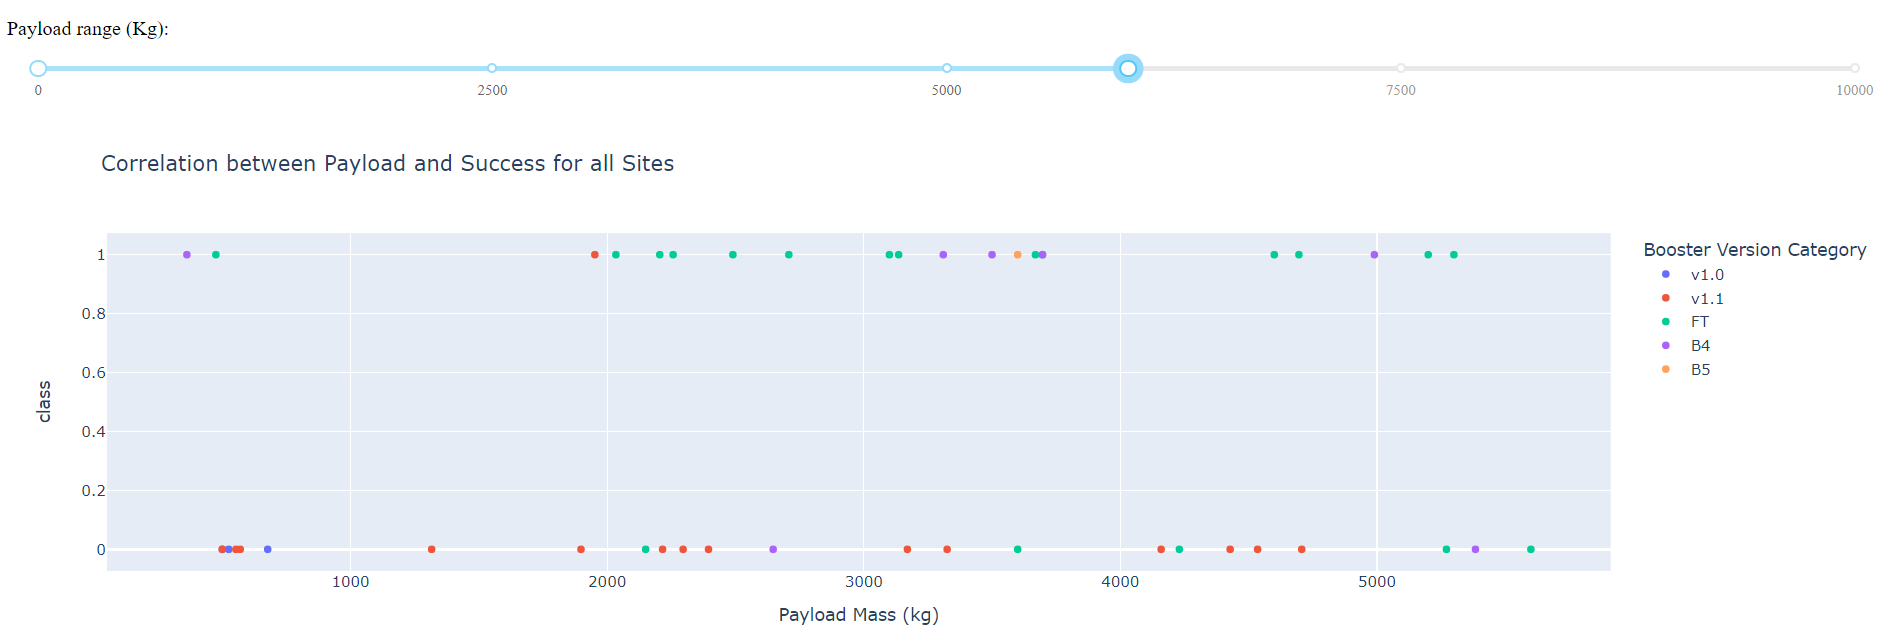 Payload range (Kg):
0 2500 5000 7500 10000
Correlation between Payload and Success for all Sites
Booster Version Category
v1.0
v1.1
FT
B4
B5
1
0.8
0.6
0.4
0.2
0
class
1000 2000 3000 4000 5000
Payload Mass (kg)